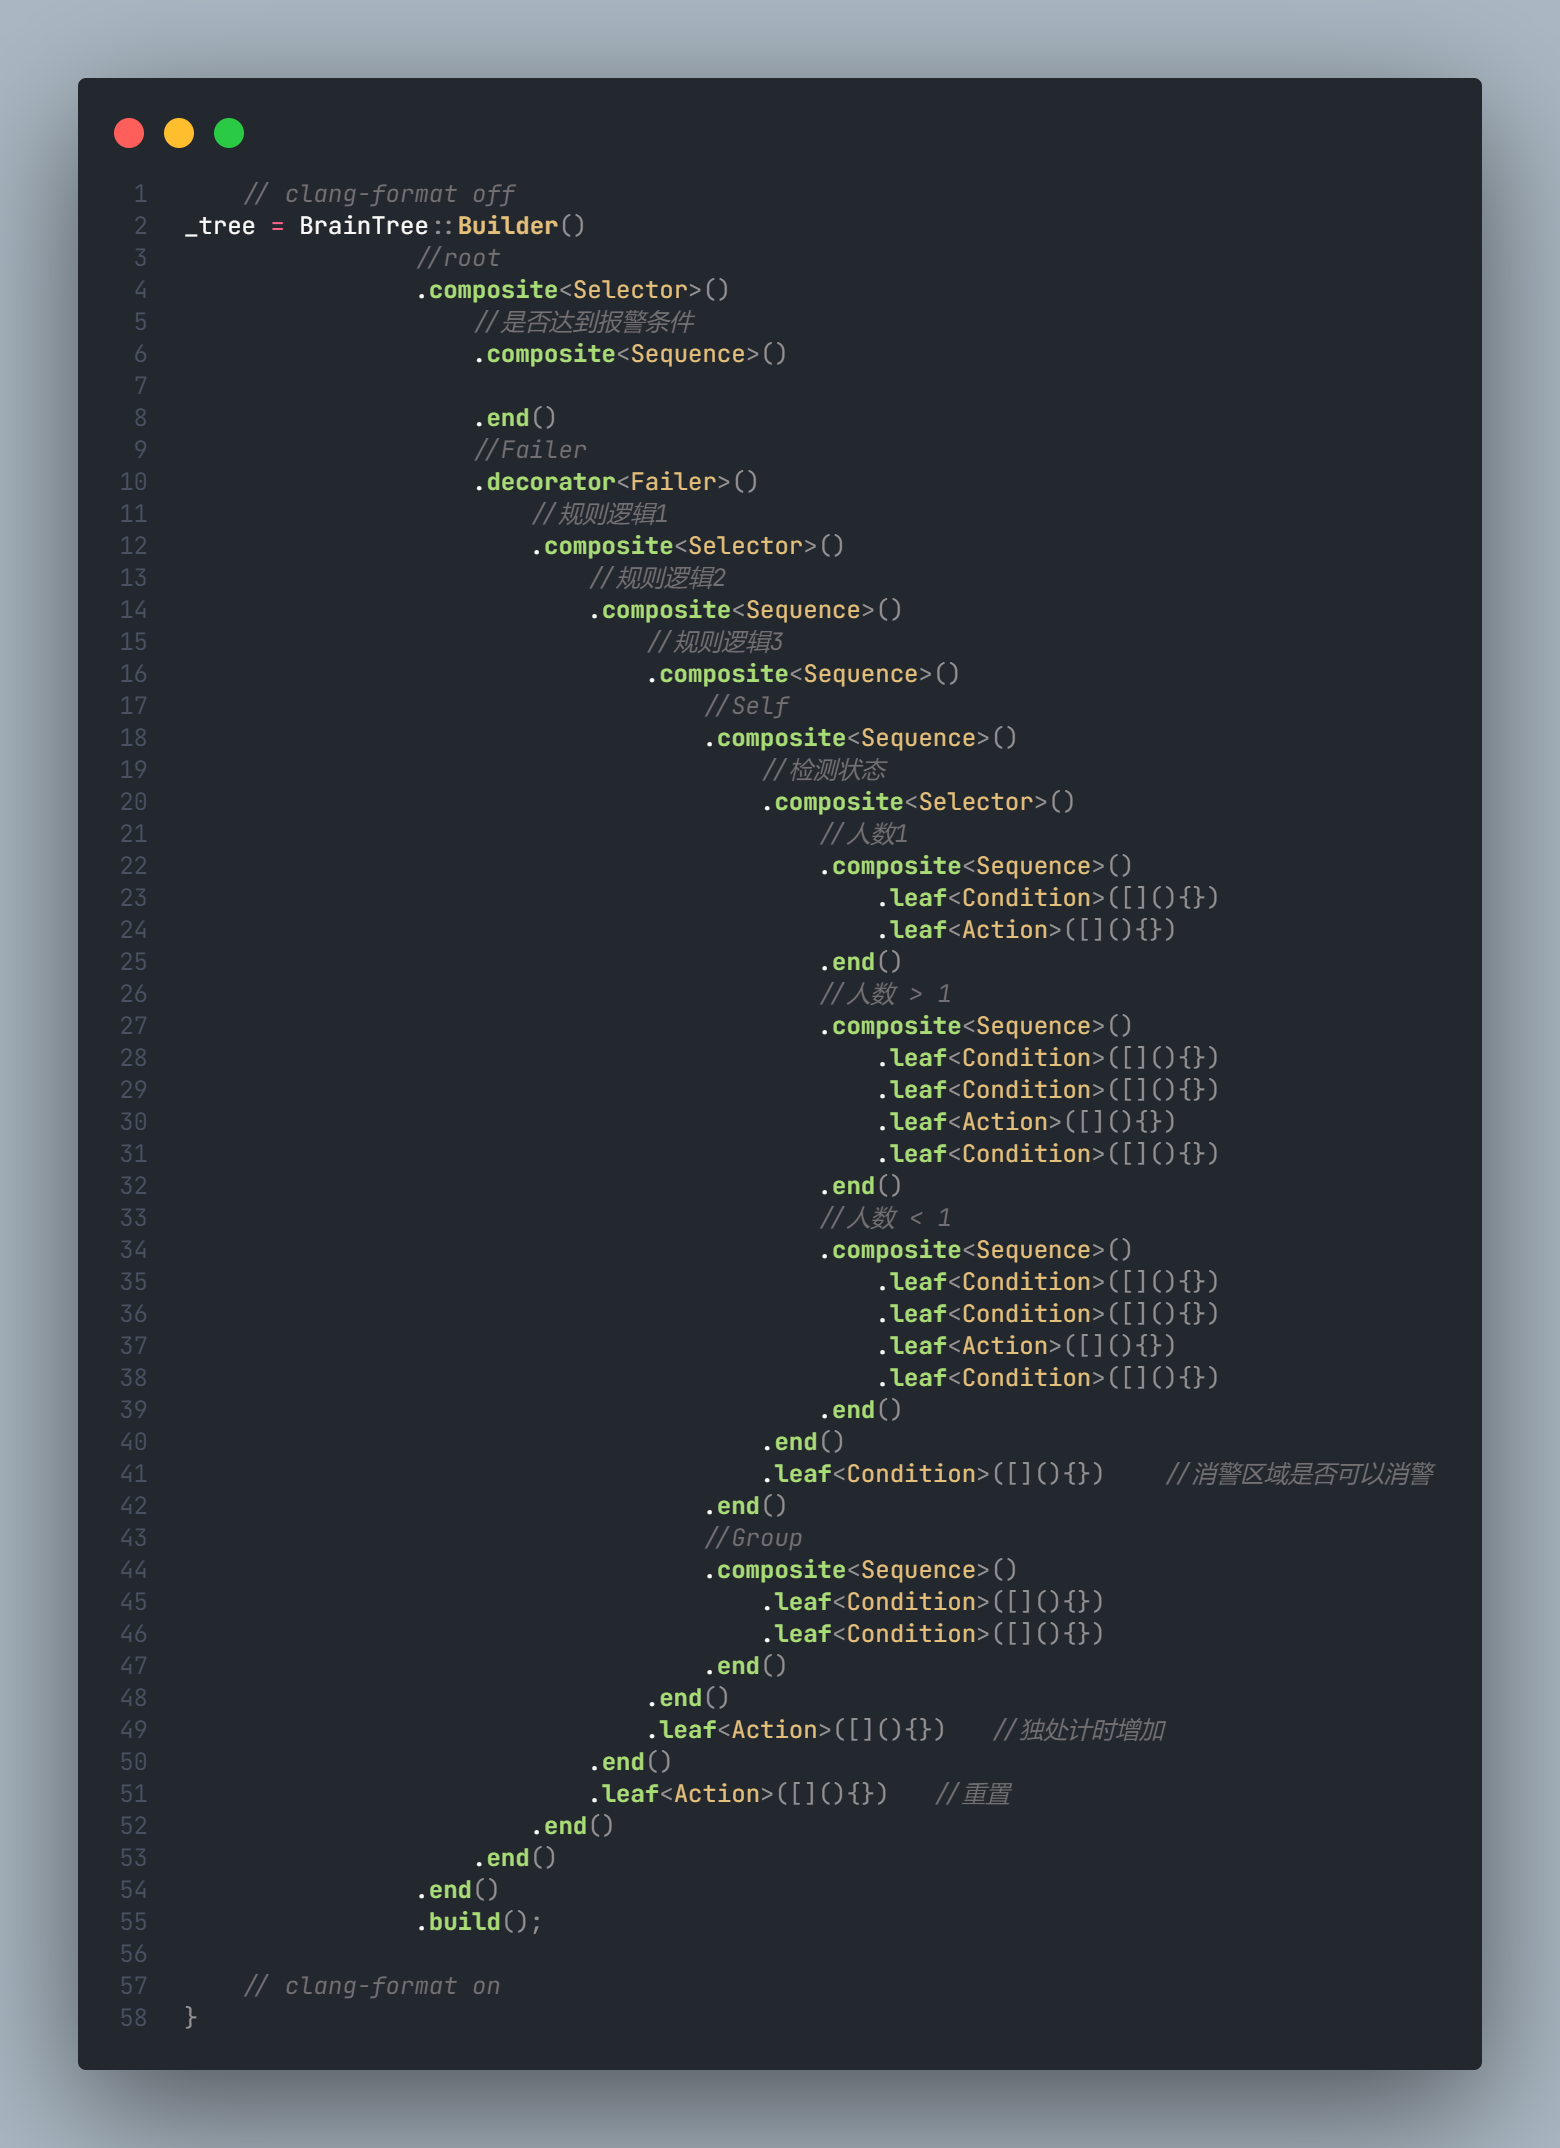 1 // clang-format off
2 _tree = BrainTree::Builder()
3 //root
4 .composite<Selector>()
5 //是否达到报警条件
6 .composite<Sequence>()
7
8 .end()
9 //Failer
10 .decorator<Failer>()
11 //规则逻辑1
12 .composite<Selector>()
13 //规则逻辑2
14 .composite<Sequence>()
15 //规则逻辑3
16 .composite<Sequence>()
17 //Self
18 .composite<Sequence>()
19 //检测状态
20 .composite<Selector>()
21 //人数1
22 .composite<Sequence>()
23 .leaf<Condition>([](){})
24 .leaf<Action>([](){})
25 .end()
26 //人数 > 1
27 .composite<Sequence>()
28 .leaf<Condition>([](){})
29 .leaf<Condition>([](){})
30 .leaf<Action>([](){})
31 .leaf<Condition>([](){})
32 .end()
33 //人数 < 1
34 .composite<Sequence>()
35 .leaf<Condition>([](){})
36 .leaf<Condition>([](){})
37 .leaf<Action>([](){})
38 .leaf<Condition>([](){})
39 .end()
40 .end()
41 .leaf<Condition>([](){}) //消警区域是否可以消警
42 .end()
43 //Group
44 .composite<Sequence>()
45 .leaf<Condition>([](){})
46 .leaf<Condition>([](){})
47 .end()
48 .end()
49 .leaf<Action>([](){}) //独处计时增加
50 .end()
51 .leaf<Action>([](){}) //重置
52 .end()
53 .end()
54 .end()
55 .build();
56
57 // clang-format on
58 }